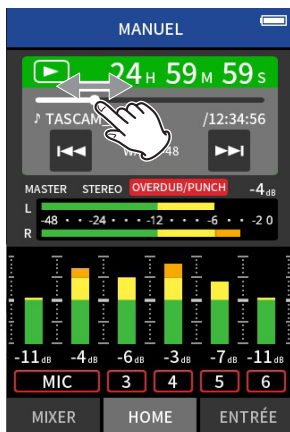 MANUEL
24H 59M 59S
♪ TASCAM /12:34:56
48
MASTER STEREO OVERDUB/PUNCH -4dB
L
-48 · · -24 · · · -12 · · · -6 · · -2 0
R
-11dB -4dB -6dB -3dB -7dB -11dB
MIC 3 4 5 6
MIXER HOME ENTRÉE